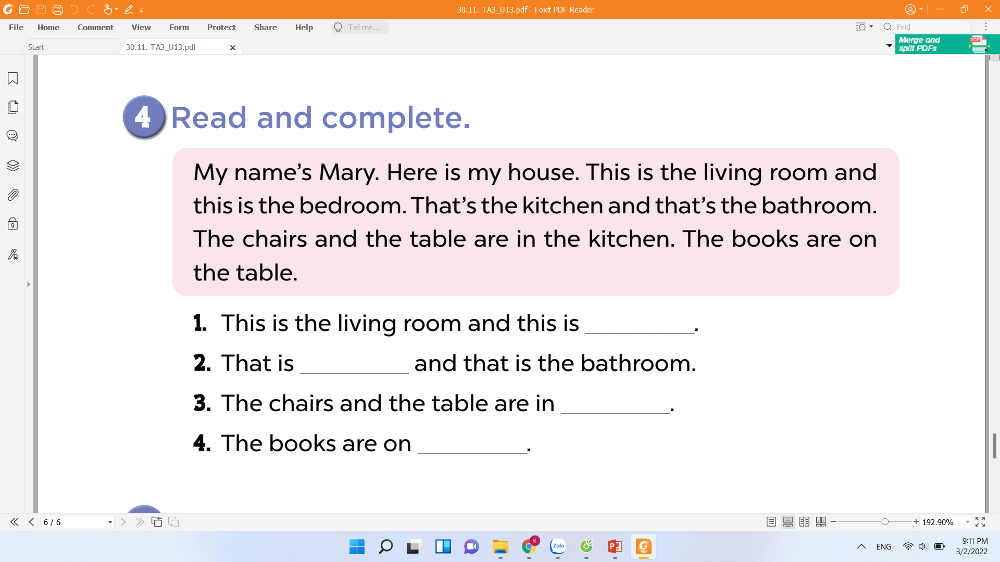 30.11. TA3_U13.pdf - Foxit PDF Reader
File Home Comment View Form Protect Share Help Tell me... Find
Start 30.11. TA3_U13.pdf
Merge and
split PDFs
PDF
4 Read and complete.
My name's Mary. Here is my house. This is the living room and
this is the bedroom. That's the kitchen and that's the bathroom.
The chairs and the table are in the kitchen. The books are on
the table.
1. This is the living room and this is __________.
2. That is __________ and that is the bathroom.
3. The chairs and the table are in __________.
4. The books are on __________.
6 / 6 192.90%
K
Zalo
P
PDF
ENG
9:11 PM
3/2/2022